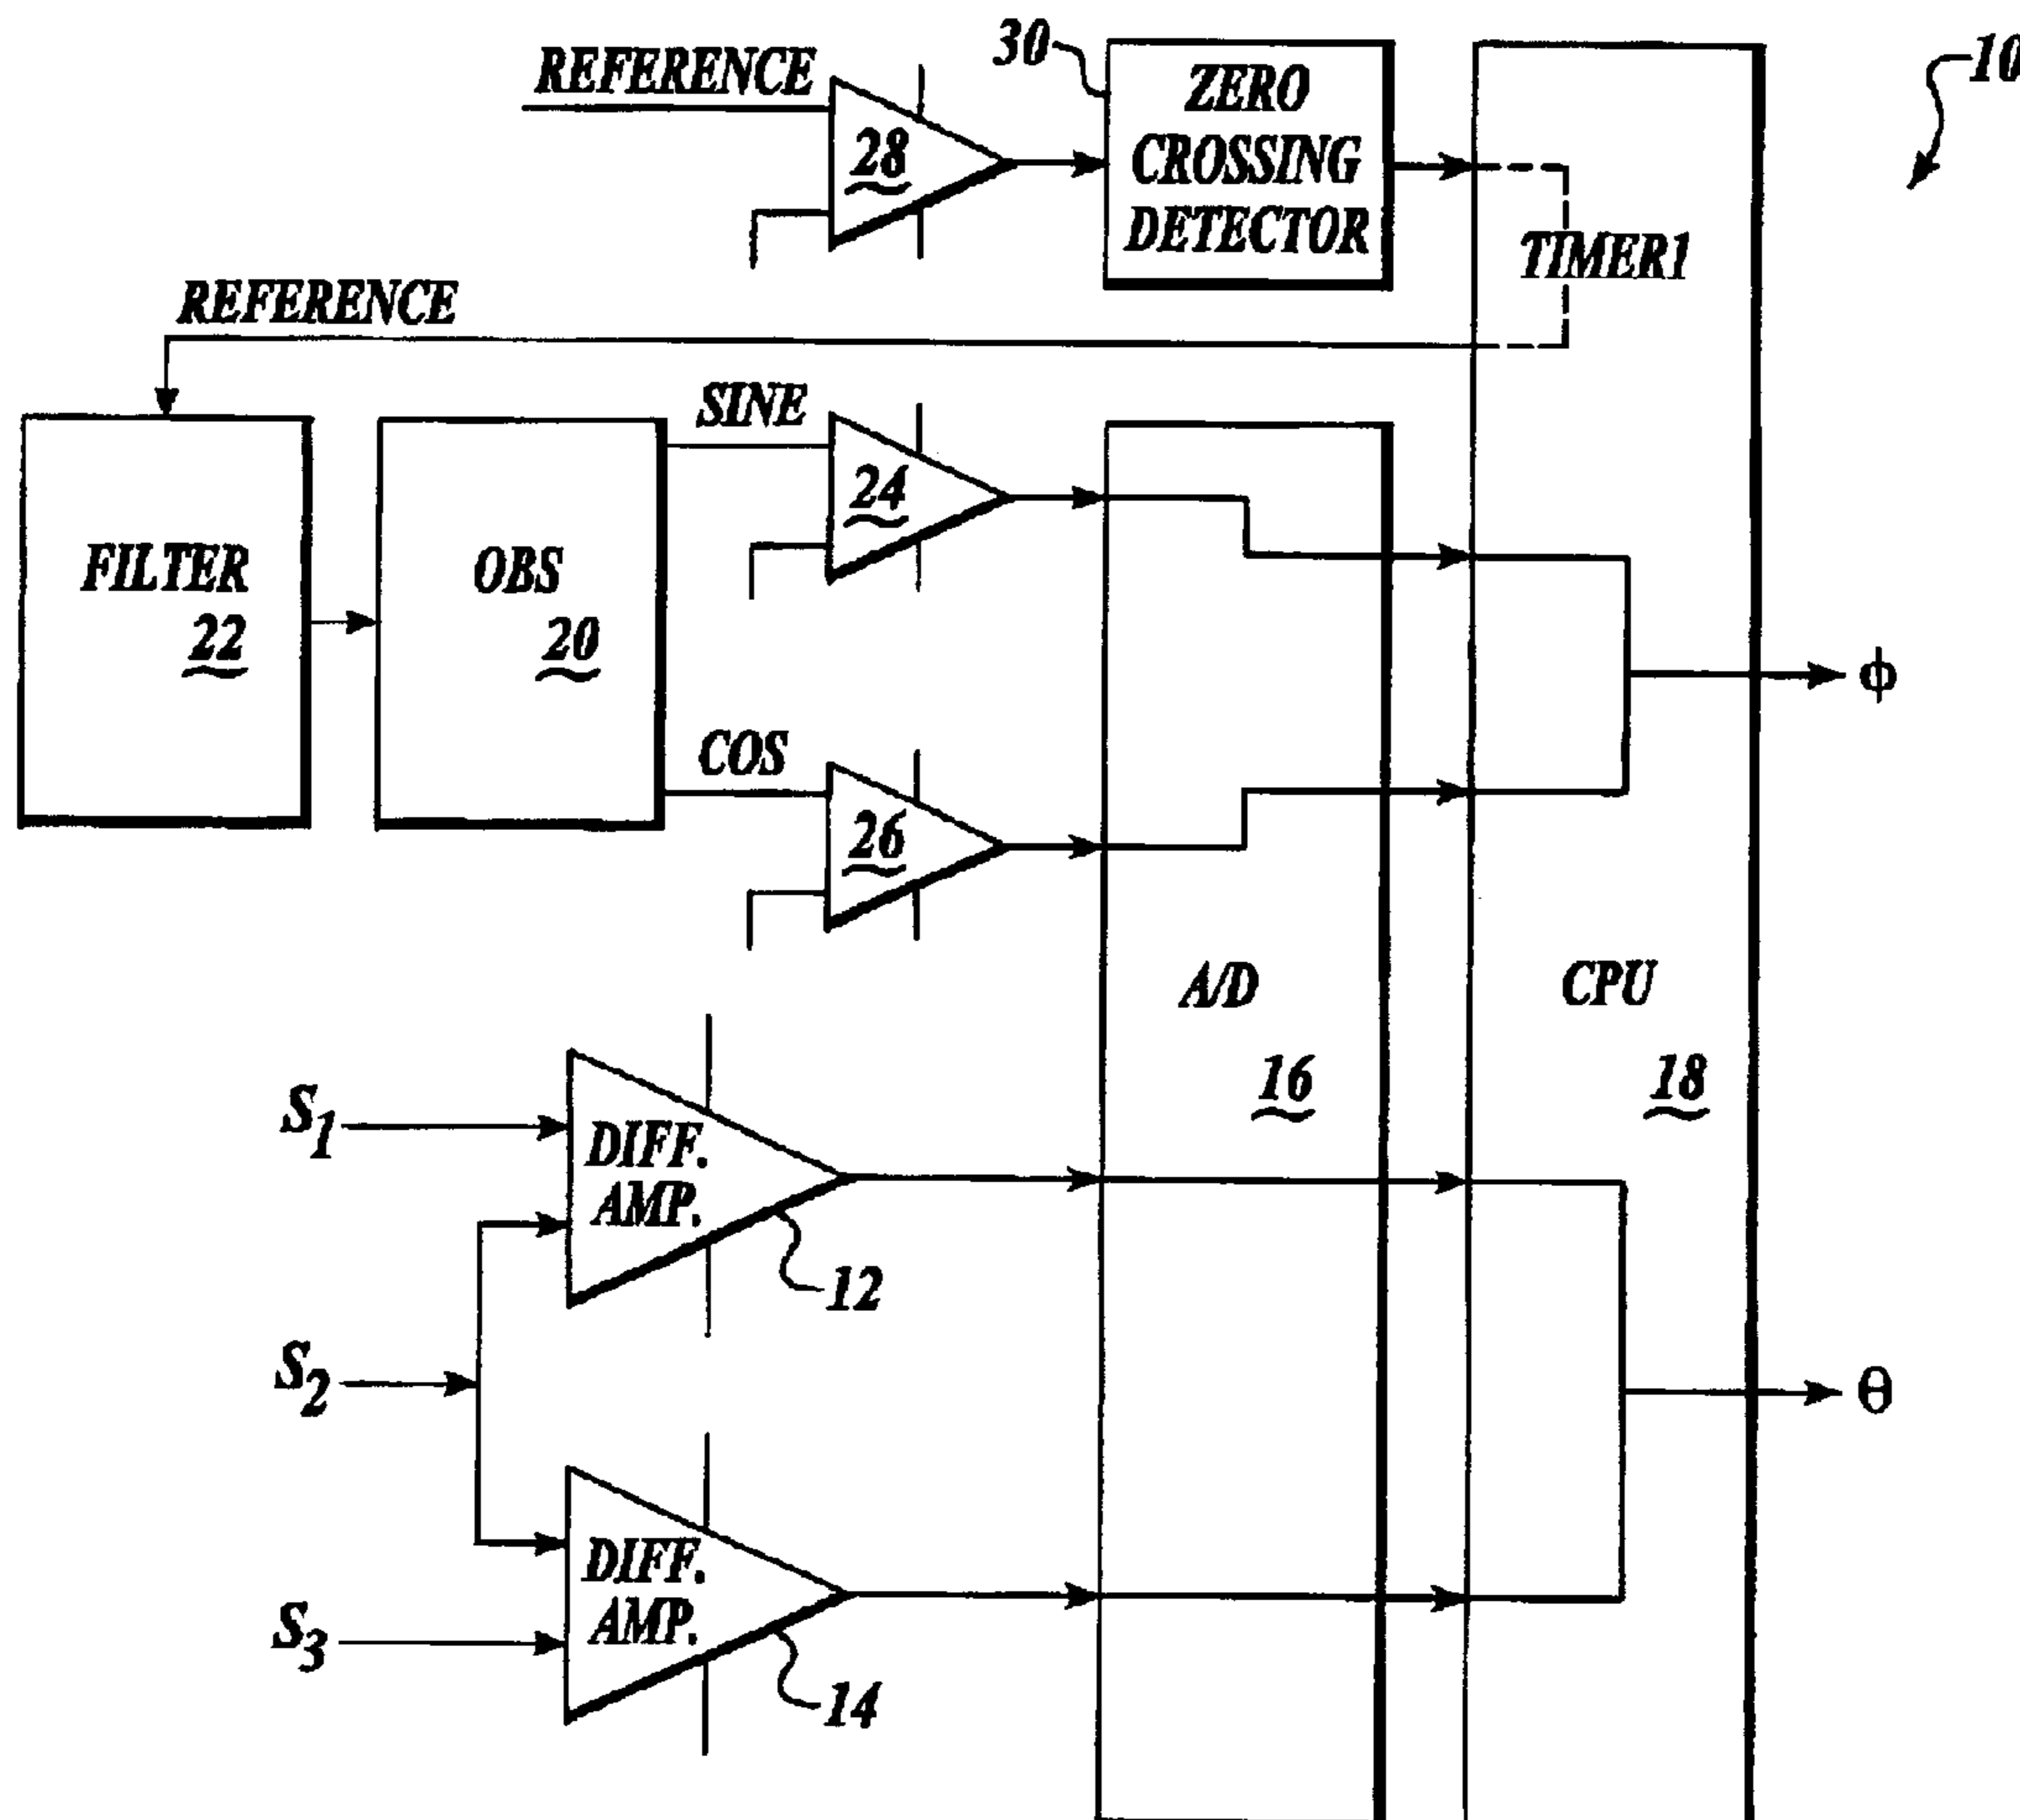 REFERENCE
28
30
ZERO
CROSSING
DETECTOR
10
TIMER1
REFERENCE
FILTER
22
OBS
20
SINE
24
COS
26
ϕ
A/D
16
CPU
18
S1
DIFF.
AMP.
12
S2
θ
S3
DIFF.
AMP.
14